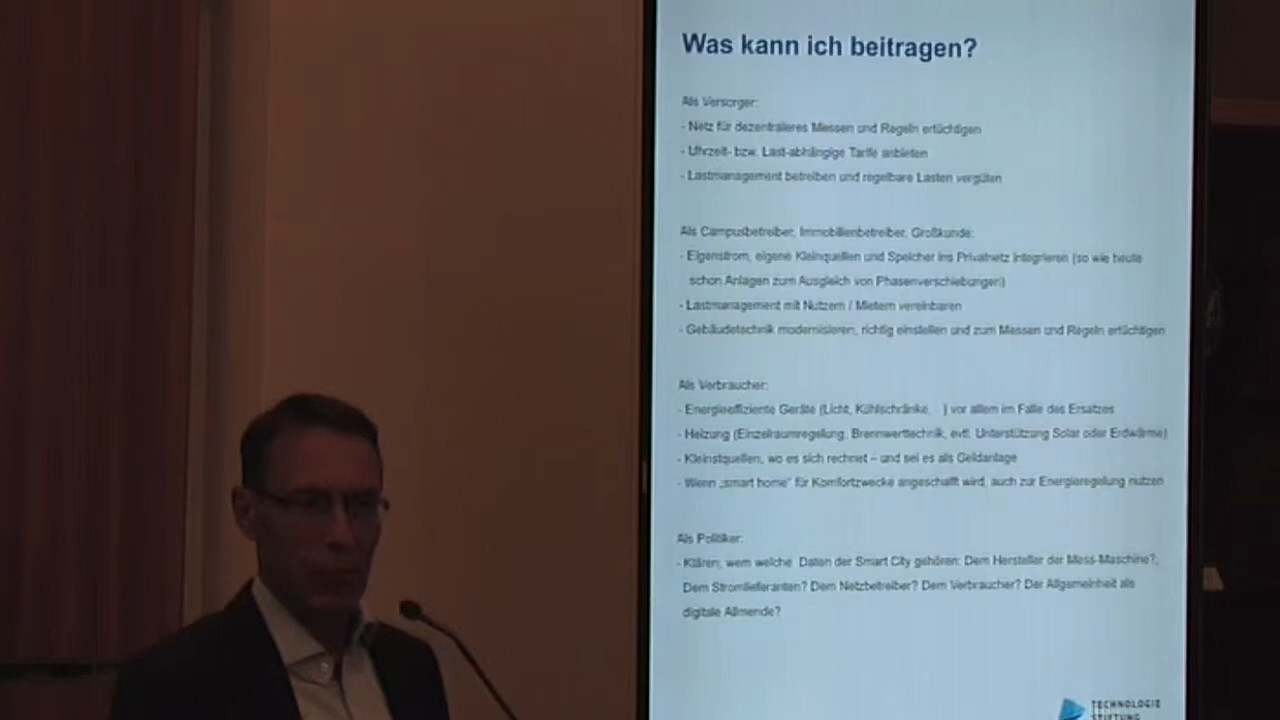 Was kann ich beitragen?
Als Versorger:
- Netz für dezentraleres Messen und Regeln ertüchtigen
- Uhrzeit- bzw. Last-abhängige Tarife anbieten
- Lastmanagement betreiben und regelbare Lasten vergüten
Als Campusbetreiber, Immobilienbetreiber, Großkunde:
- Eigenstrom, eigene Kleinquellen und Speicher ins Privatnetz integrieren (so wie heute
schon Anlagen zum Ausgleich von Phasenverschiebungen)
- Lastmanagement mit Nutzern / Mietern vereinbaren
- Gebäudetechnik modernisieren, richtig einstellen und zum Messen und Regeln ertüchtigen
Als Verbraucher:
- Energieeffiziente Geräte (Licht, Kühlschränke, ) vor allem im Falle des Ersatzes
- Heizung (Einzelraumregelung, Brennwerttechnik, evtl. Unterstützung Solar oder Erdwärme)
- Kleinstquellen, wo es sich rechnet – und sei es als Geldanlage
- Wenn „smart home" für Komfortzwecke angeschafft wird, auch zur Energieregelung nutzen
Als Politiker:
- Klären, wem welche Daten der Smart City gehören: Dem Hersteller der Mess-Maschine?,
Dem Stromlieferanten? Dem Netzbetreiber? Dem Verbraucher? Der Allgemeinheit als
digitale Allmende?
TECHNOLOGIE
STIFTUNG